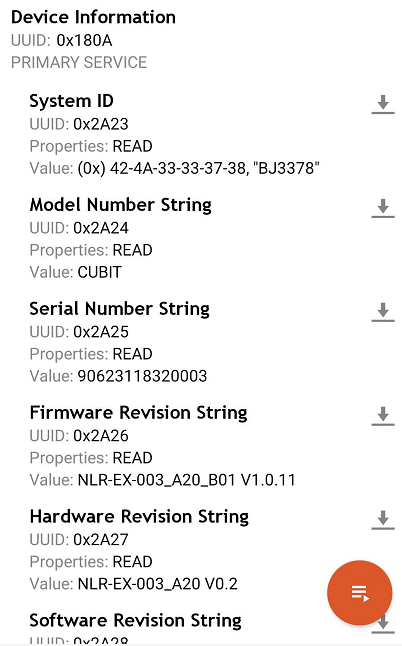 Device Information
UUID: 0x180A
PRIMARY SERVICE
System ID
UUID: 0x2A23
Properties: READ
Value: (0x) 42-4A-33-33-37-38, "BJ3378"
Model Number String
UUID: 0x2A24
Properties: READ
Value: CUBIT
Serial Number String
UUID: 0x2A25
Properties: READ
Value: 90623118320003
Firmware Revision String
UUID: 0x2A26
Properties: READ
Value: NLR-EX-003_A20_B01 V1.0.11
Hardware Revision String
UUID: 0x2A27
Properties: READ
Value: NLR-EX-003_A20 V0.2
Software Revision String
UUID: 0x2A28